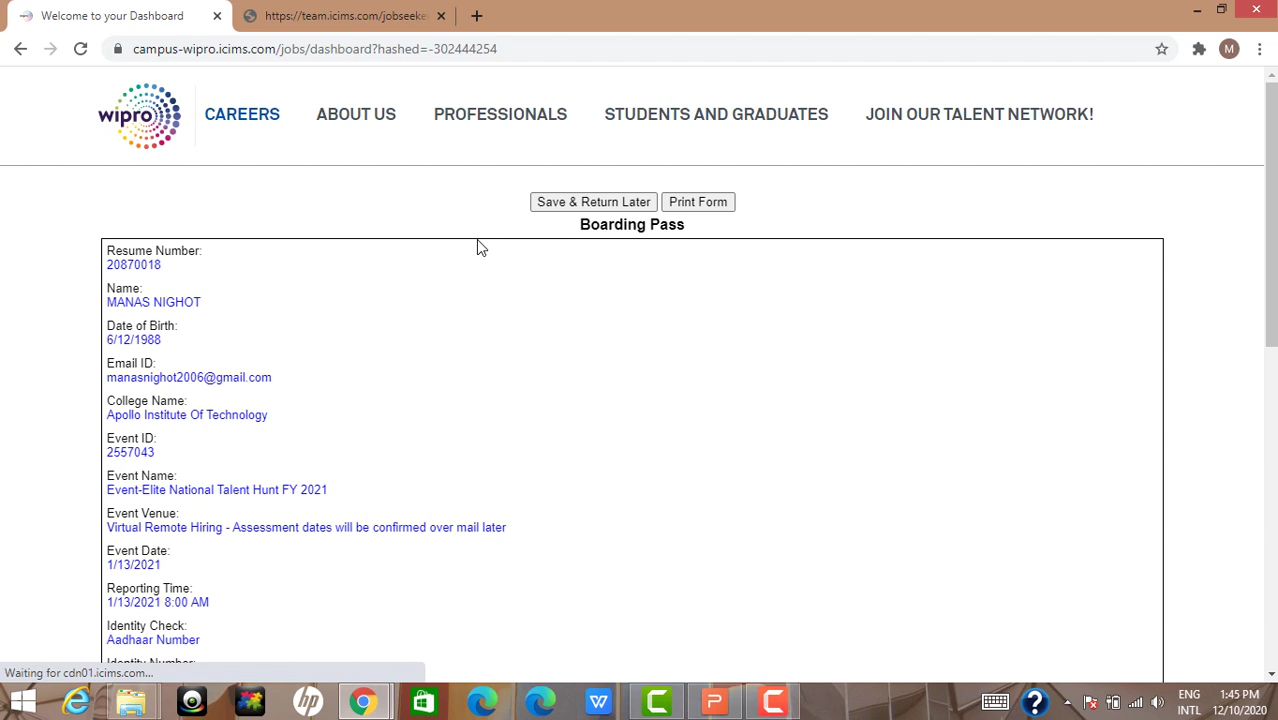 Welcome to your Dashboard
https://team.icims.com/jobseeke
campus-wipro.icims.com/jobs/dashboard?hashed=-302444254
M
wipro
CAREERS
ABOUT US
PROFESSIONALS
STUDENTS AND GRADUATES
JOIN OUR TALENT NETWORK!
Save & Return Later
Print Form
Boarding Pass
Resume Number:
20870018
Name:
MANAS NIGHOT
Date of Birth:
6/12/1988
Email ID:
manasnighot2006@gmail.com
College Name:
Apollo Institute Of Technology
Event ID:
2557043
Event Name:
Event-Elite National Talent Hunt FY 2021
Event Venue:
Virtual Remote Hiring - Assessment dates will be confirmed over mail later
Event Date:
1/13/2021
Reporting Time:
1/13/2021 8:00 AM
Identity Check:
Aadhaar Number
Identity Number:
Waiting for cdn01.icims.com...
ENG
INTL
1:45 PM
12/10/2020